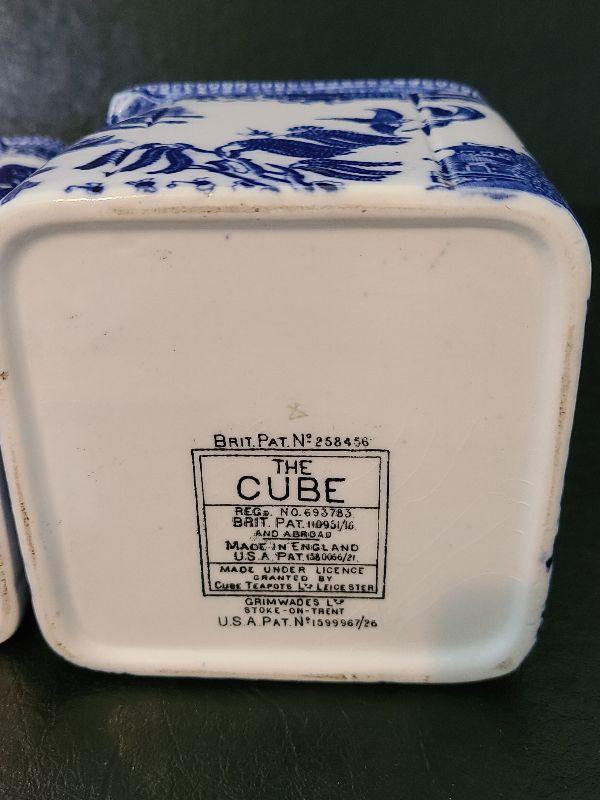 BRIT. PAT. Nº 258456
THE
CUBE
REGD. NO. 693783
BRIT. PAT. 110951/16
AND ABROAD
MADE IN ENGLAND
U.S.A. PAT. 1380066/21
MADE UNDER LICENCE
GRANTED BY
CUBE TEAPOTS LTD LEICESTER
GRIMWADES LTD
STOKE-ON-TRENT
U.S.A. PAT. Nº 1599967/26